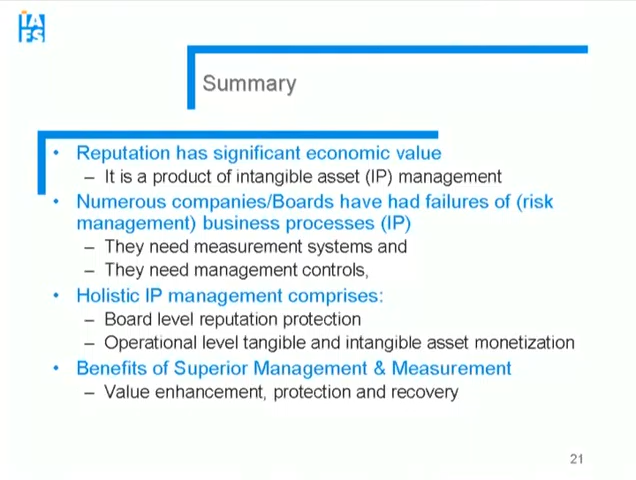 IA
FS
Summary
• Reputation has significant economic value
– It is a product of intangible asset (IP) management
• Numerous companies/Boards have had failures of (risk
management) business processes (IP)
– They need measurement systems and
– They need management controls,
• Holistic IP management comprises:
– Board level reputation protection
– Operational level tangible and intangible asset monetization
• Benefits of Superior Management & Measurement
– Value enhancement, protection and recovery
21